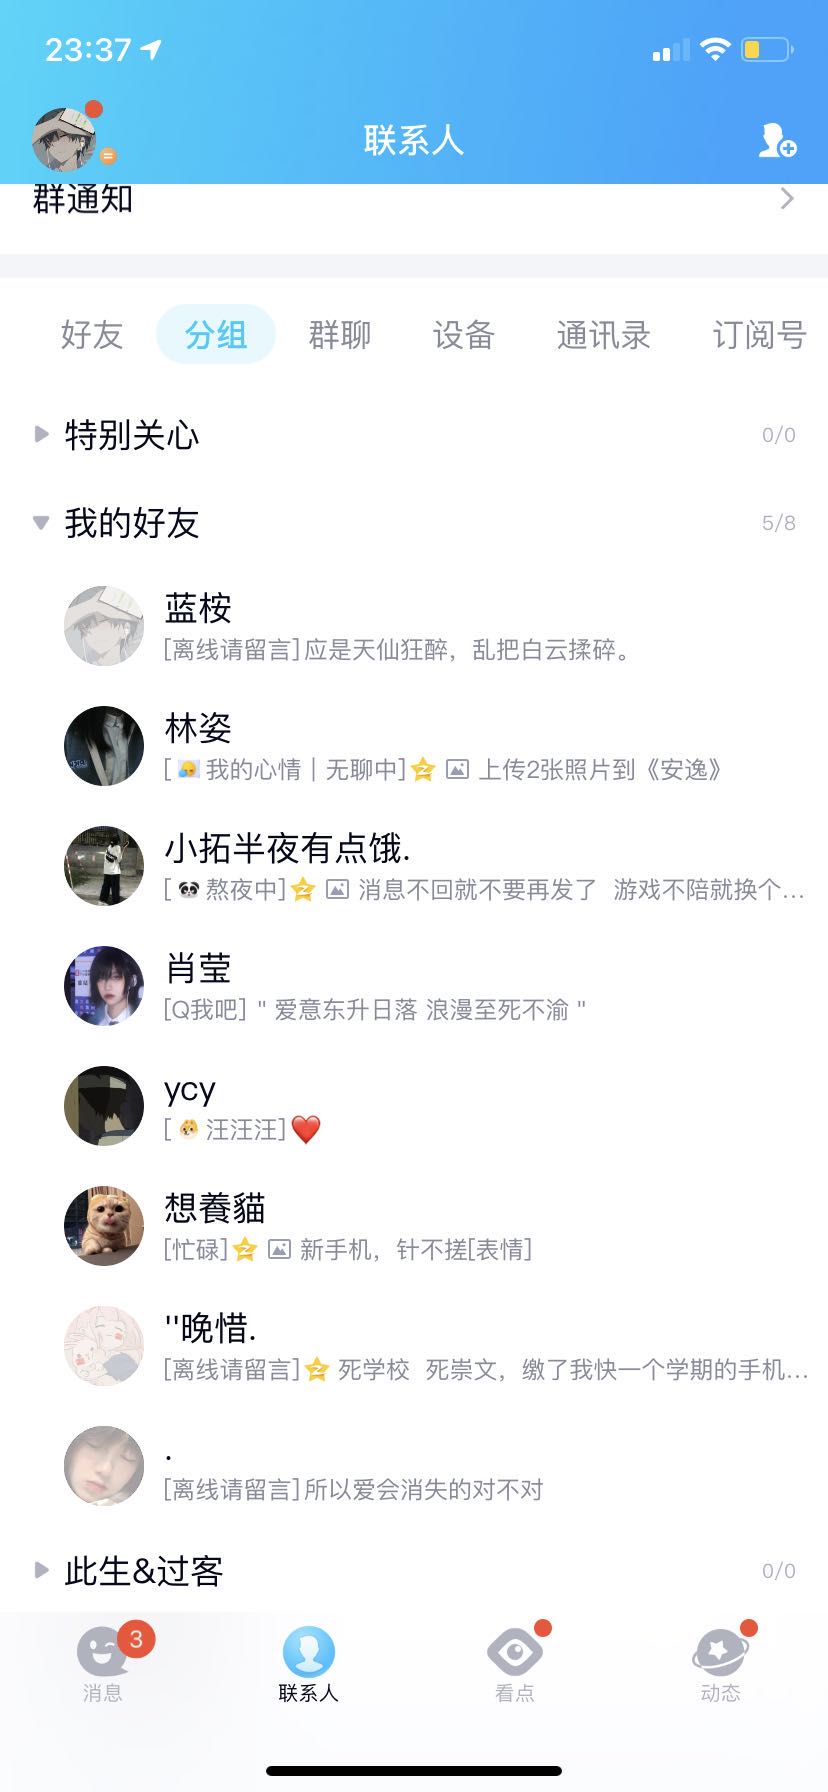 23:37
联系人
群通知
好友 分组 群聊 设备 通讯录 订阅号
特别关心 0/0
我的好友 5/8
蓝桉
[离线请留言]应是天仙狂醉，乱把白云揉碎。
林姿
[我的心情｜无聊中] 上传2张照片到《安逸》
小拓半夜有点饿.
[🐼熬夜中] 消息不回就不要再发了 游戏不陪就换个...
肖莹
[Q我吧] " 爱意东升日落 浪漫至死不渝 "
ycy
[汪汪汪]❤️
想養貓
[忙碌] 新手机，针不搓[表情]
''晚惜.
[离线请留言] 死学校 死崇文，缴了我快一个学期的手机...
.
[离线请留言]所以爱会消失的对不对
此生&过客 0/0
3
消息 联系人 看点 动态